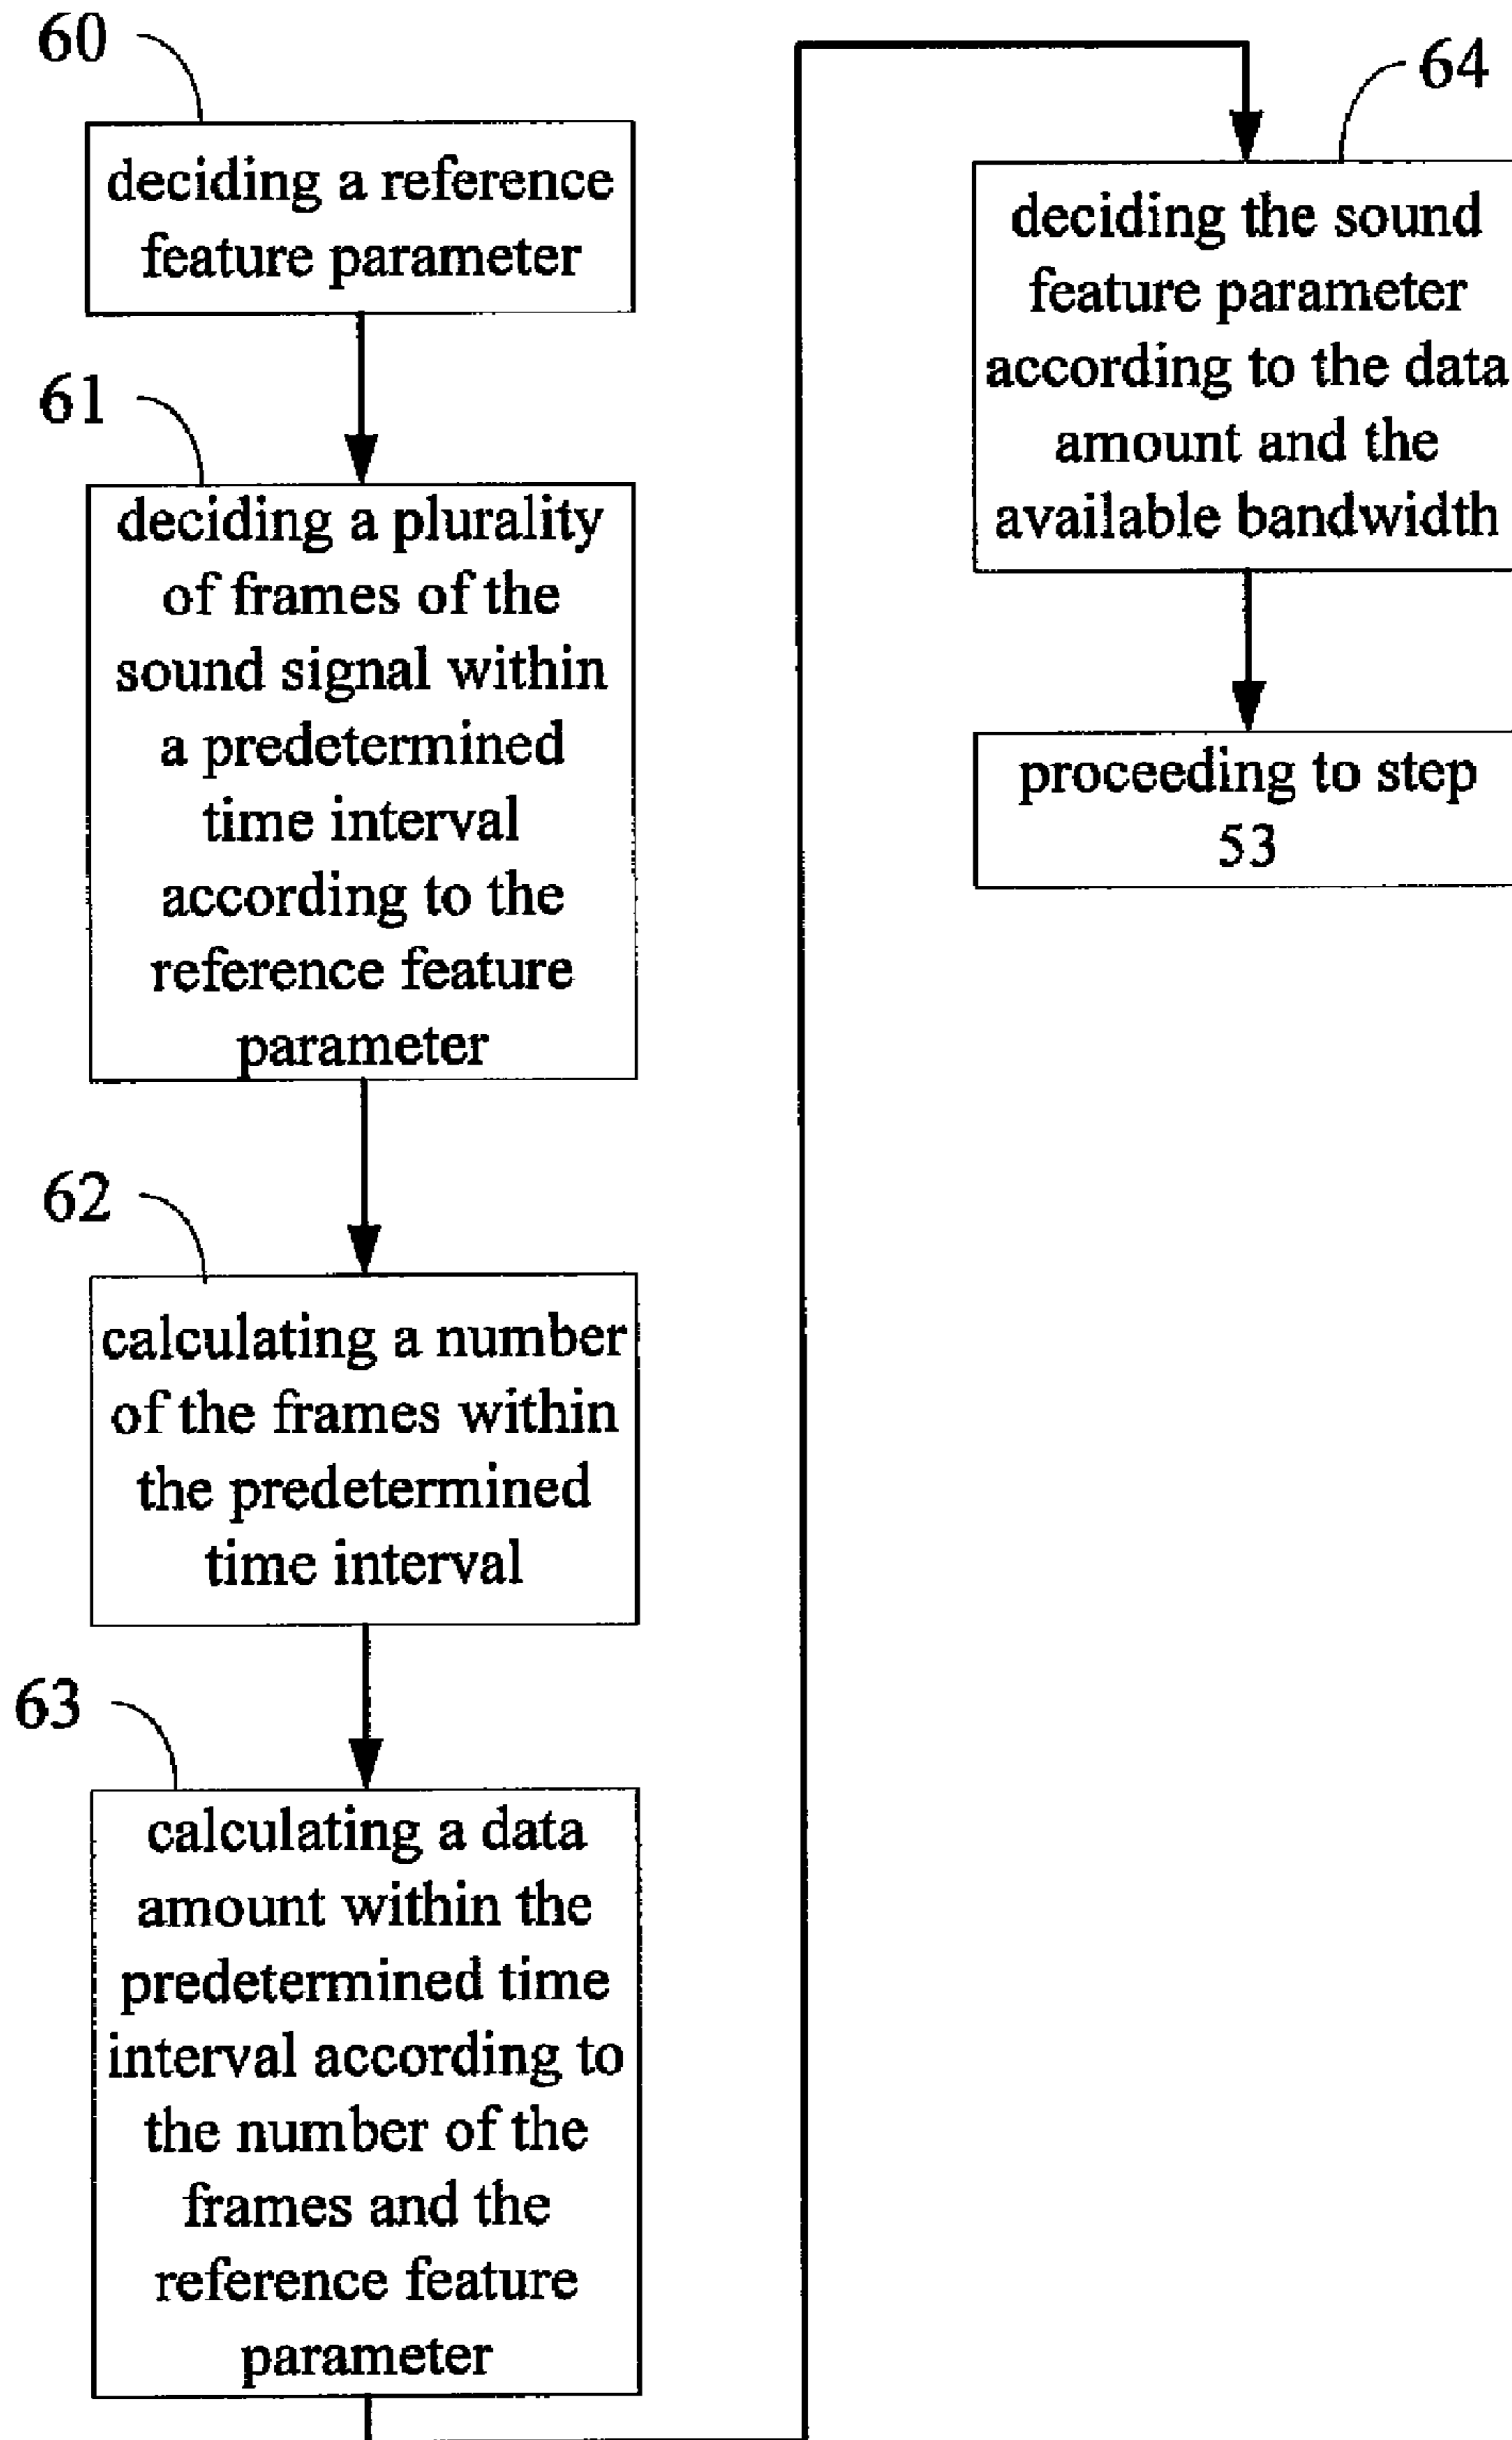 60
deciding a reference
feature parameter
61
deciding a plurality
of frames of the
sound signal within
a predetermined
time interval
according to the
reference feature
parameter
62
calculating a number
of the frames within
the predetermined
time interval
63
calculating a data
amount within the
predetermined time
interval according to
the number of the
frames and the
reference feature
parameter
64
deciding the sound
feature parameter
according to the data
amount and the
available bandwidth
proceeding to step
53